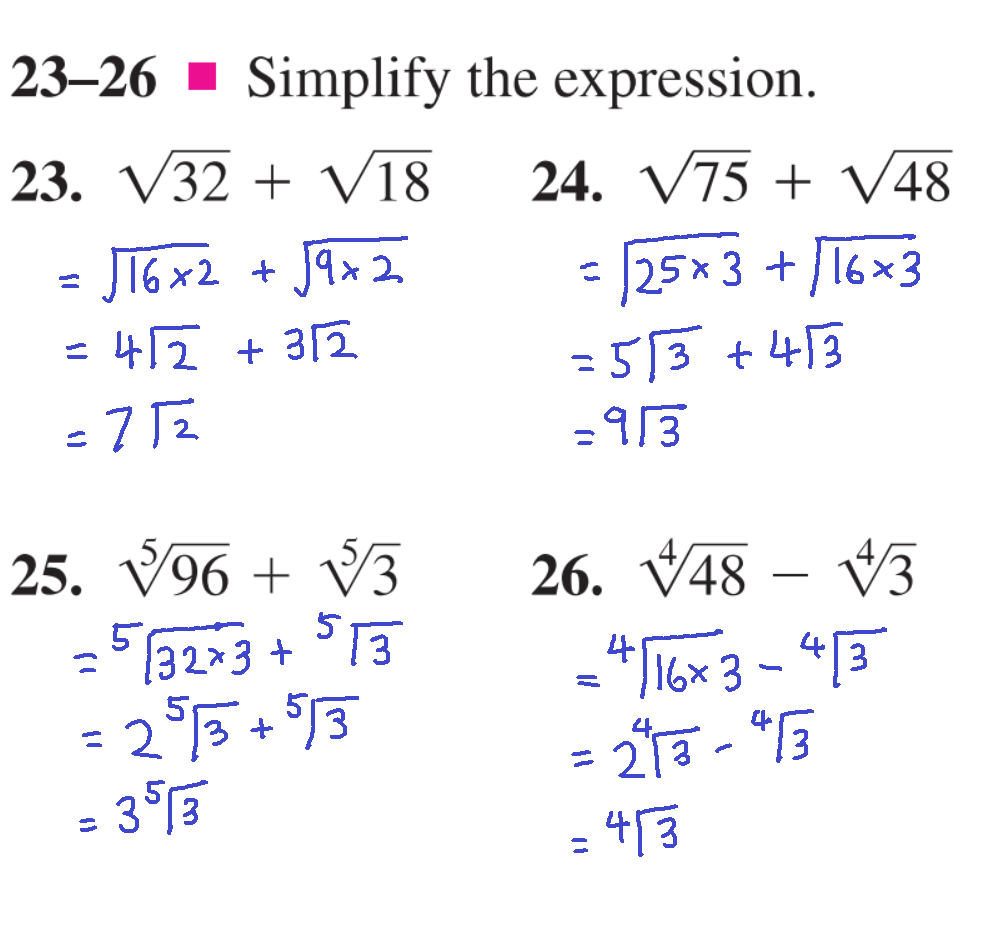 23–26 ■ Simplify the expression.
23. √32 + √18
= √16×2 + √9×2
= 4√2 + 3√2
= 7√2
24. √75 + √48
= √25×3 + √16×3
= 5√3 + 4√3
= 9√3
25. ⁵√96 + ⁵√3
= ⁵√32×3 + ⁵√3
= 2⁵√3 + ⁵√3
= 3⁵√3
26. ⁴√48 − ⁴√3
= ⁴√16×3 − ⁴√3
= 2⁴√3 − ⁴√3
= ⁴√3